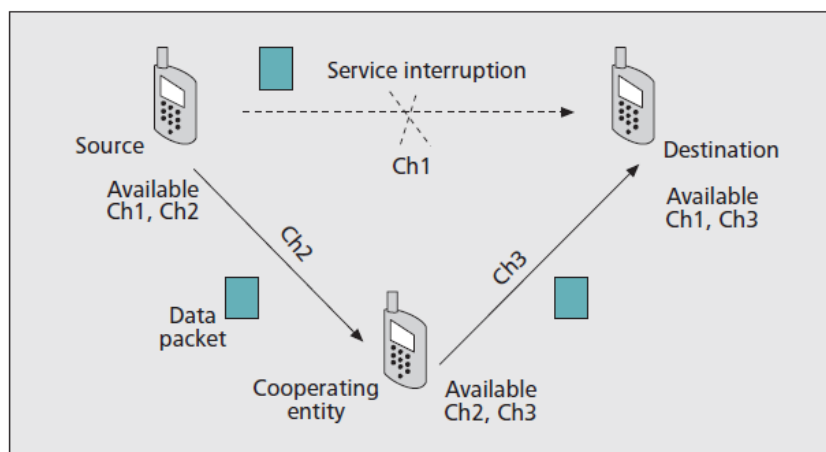 Service interruption
Source
Ch1
Destination
Available
Ch1, Ch2
Available
Ch1, Ch3
Ch2
Ch3
Data
packet
Cooperating
entity
Available
Ch2, Ch3